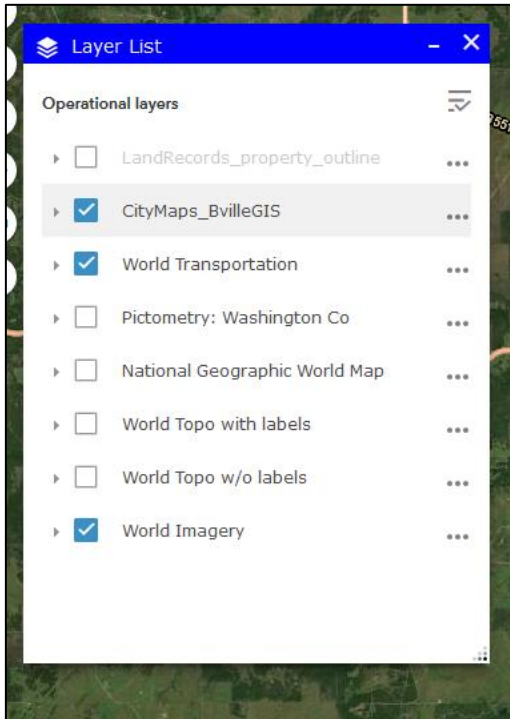 Layer List
Operational layers
LandRecords_property_outline
CityMaps_BvilleGIS
World Transportation
Pictometry: Washington Co
National Geographic World Map
World Topo with labels
World Topo w/o labels
World Imagery